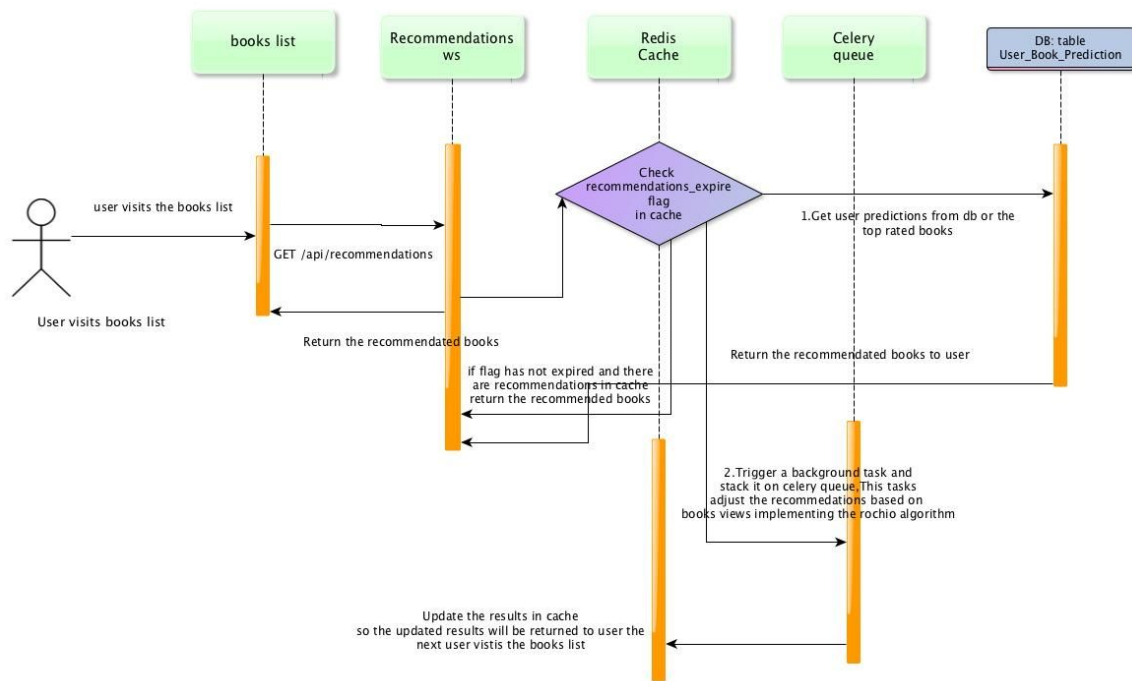 books list
Recommendations
ws
Redis
Cache
Celery
queue
DB: table
User_Book_Prediction
Check
recommendations_expire
flag
in cache
user visits the books list
1.Get user predictions from db or the
top rated books
GET /api/recommendations
User visits books list
Return the recommendated books
Return the recommendated books to user
if flag has not expired and there
are recommendations in cache
return the recommended books
2.Trigger a background task and
stack it on celery queue,This tasks
adjust the recommedations based on
books views implementing the rochio algorithm
Update the results in cache
so the updated results will be returned to user the
next user vistis the books list